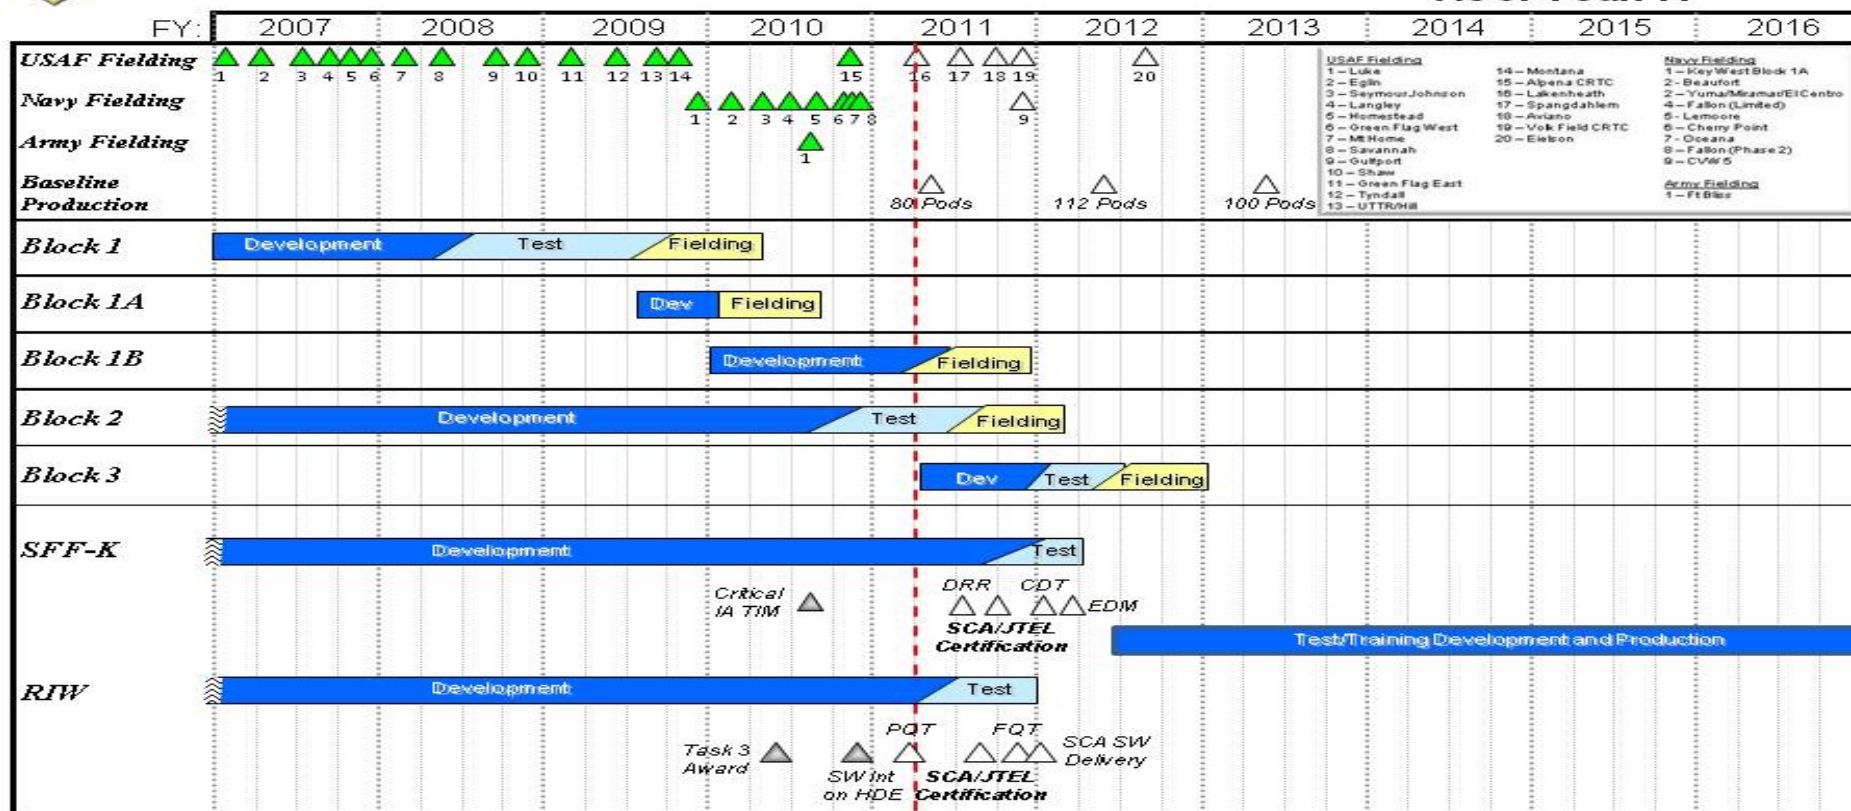 FY: 2007 2008 2009 2010 2011 2012 2013 2014 2015 2016
USAF Fielding
1 2 3 4 5 6 7 8 9 10 11 12 13 14 15 16 17 18 19 20
Navy Fielding
1 2 3 4 5 6 7 8 9
Army Fielding
1
Baseline
Production
80 Pods 112 Pods 100 Pods
USAF Fielding
1 – Luke
2 – Eglin
3 – Seymour Johnson
4 – Langley
5 – Homestead
6 – Green Flag West
7 – Mt Home
8 – Savannah
9 – Gulfport
10 – Shaw
11 – Green Flag East
12 – Tyndall
13 – UTTR/Hill
14 – Montana
15 – Alpena CRTC
16 – Lakenheath
17 – Spangdahlem
18 – Aviano
19 – Volk Field CRTC
20 – Eielson
Navy Fielding
1 – Key West Block 1A
2 - Beaufort
2 – Yuma/Miramar/El Centro
4 – Fallon (Limited)
5 - Lemoore
6 – Cherry Point
7 - Oceana
8 – Fallon (Phase 2)
9 – CVW 5
Army Fielding
1 – Ft Bliss
Block 1
Development Test Fielding
Block 1A
Dev Fielding
Block 1B
Development Fielding
Block 2
Development Test Fielding
Block 3
Dev Test Fielding
SFF-K
Development Test
Critical
IA TIM
DRR CDT
EDM
SCA/JTEL
Certification
Test/Training Development and Production
RIW
Development Test
Task 3
Award
SW Int
on HDE
PQT FQT
SCA/JTEL
Certification
SCA SW
Delivery